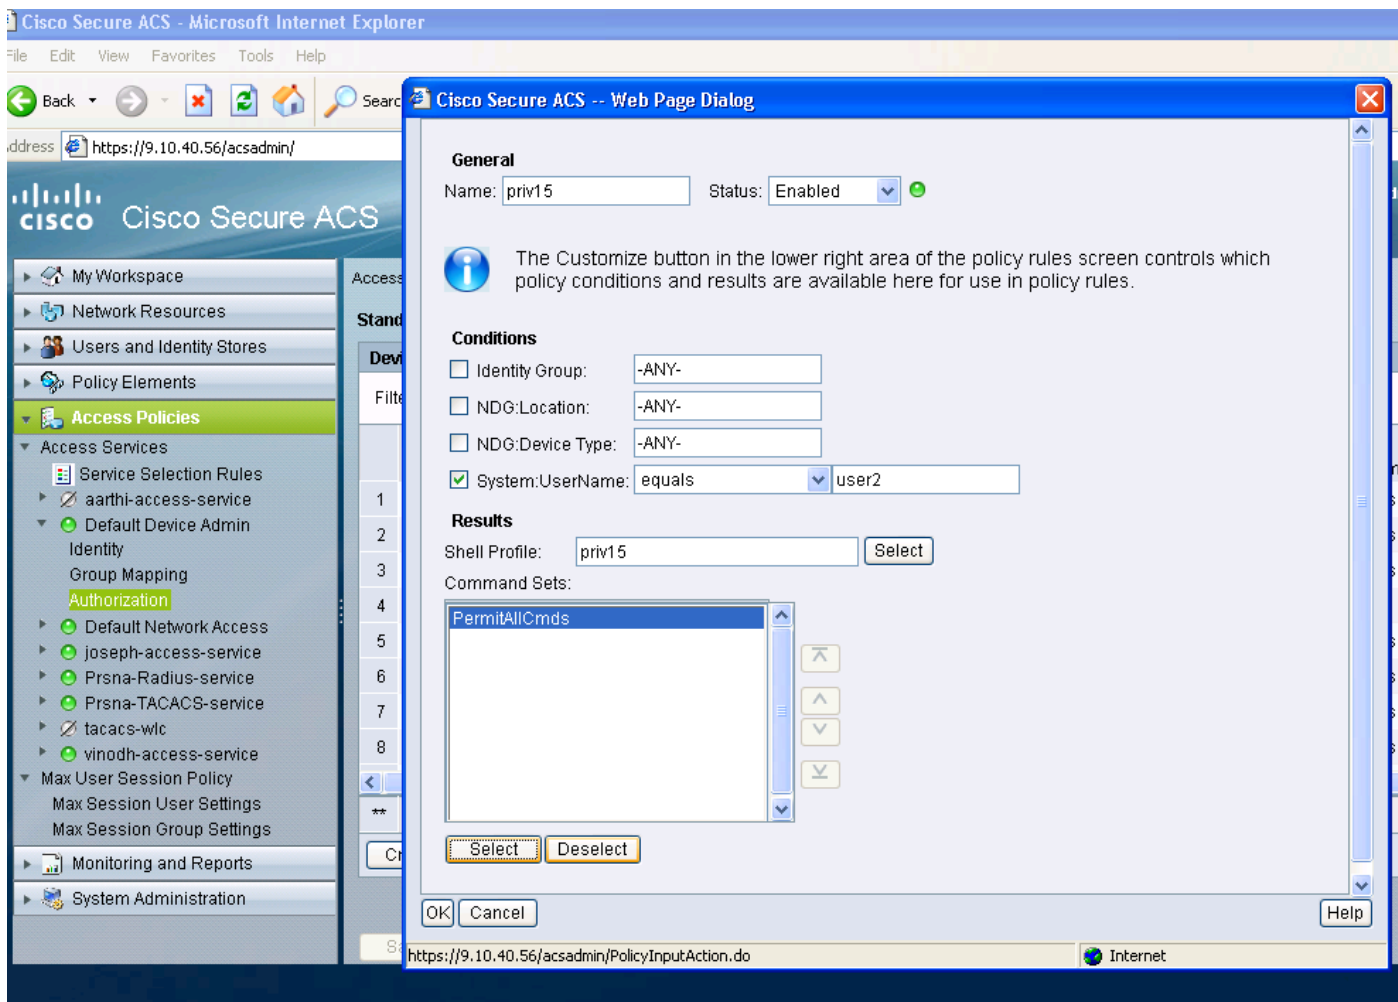 Cisco Secure ACS - Microsoft Internet Explorer
File Edit View Favorites Tools Help
Back
Address https://9.10.40.56/acsadmin/
CISCO Cisco Secure ACS
My Workspace
Network Resources
Users and Identity Stores
Policy Elements
Access Policies
Access Services
Service Selection Rules
aarthi-access-service
Default Device Admin
Identity
Group Mapping
Authorization
Default Network Access
joseph-access-service
Prsna-Radius-service
Prsna-TACACS-service
tacacs-wlc
vinodh-access-service
Max User Session Policy
Max Session User Settings
Max Session Group Settings
Monitoring and Reports
System Administration
Access
1
2
3
4
5
6
7
8
**
Cisco Secure ACS -- Web Page Dialog
General
Name: priv15 Status: Enabled
The Customize button in the lower right area of the policy rules screen controls which
policy conditions and results are available here for use in policy rules.
Conditions
Identity Group: -ANY-
NDG:Location: -ANY-
NDG:Device Type: -ANY-
System:UserName: equals user2
Results
Shell Profile: priv15 Select
Command Sets:
PermitAllCmds
Select Deselect
OK Cancel Help
https://9.10.40.56/acsadmin/PolicyInputAction.do Internet